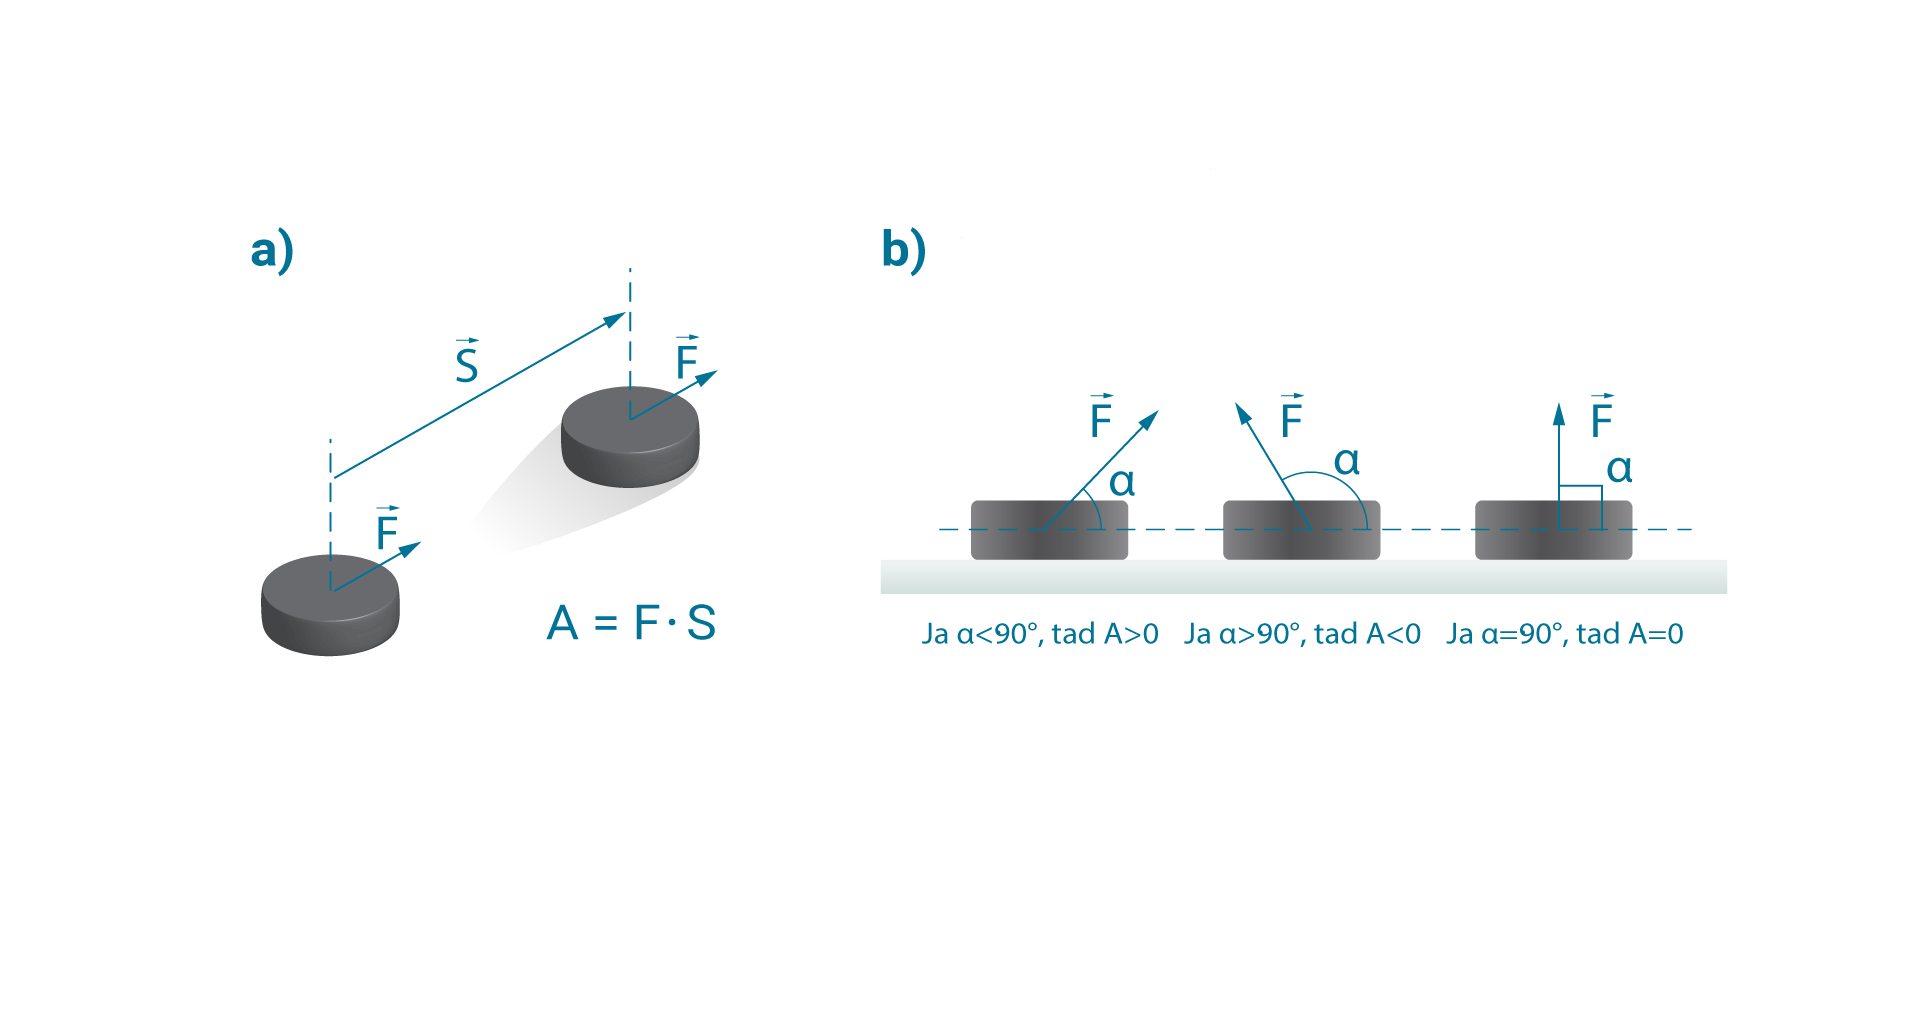 a)
S
F
F
A = F·S
b)
F
α
F
α
F
α
Ja α<90°, tad A>0
Ja α>90°, tad A<0
Ja α=90°, tad A=0